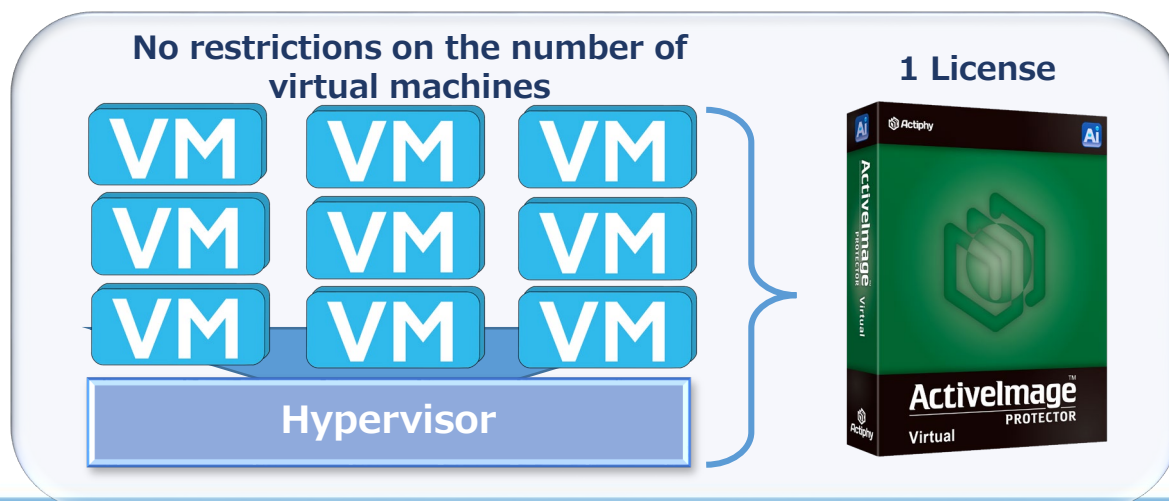 No restrictions on the number of
virtual machines
1 License
VM VM VM
VM VM VM
VM VM VM
Hypervisor
Actiphy
Ai
Ai
ActiveImage
PROTECTOR
Virtual
ActiveImage™
PROTECTOR
Virtual
Actiphy